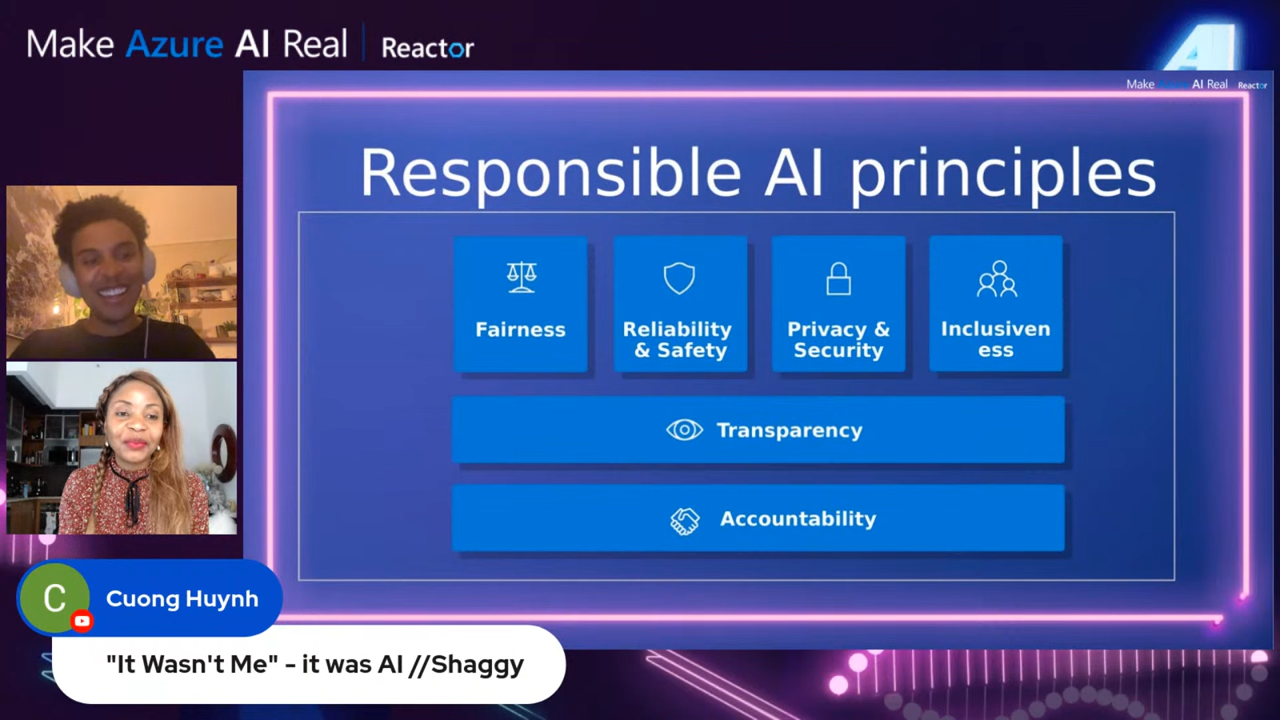 Make Azure AI Real Reactor
Make Azure AI Real Reactor
Responsible AI principles
Fairness
Reliability
& Safety
Privacy &
Security
Inclusiven
ess
Transparency
Accountability
C
Cuong Huynh
"It Wasn't Me" - it was AI //Shaggy